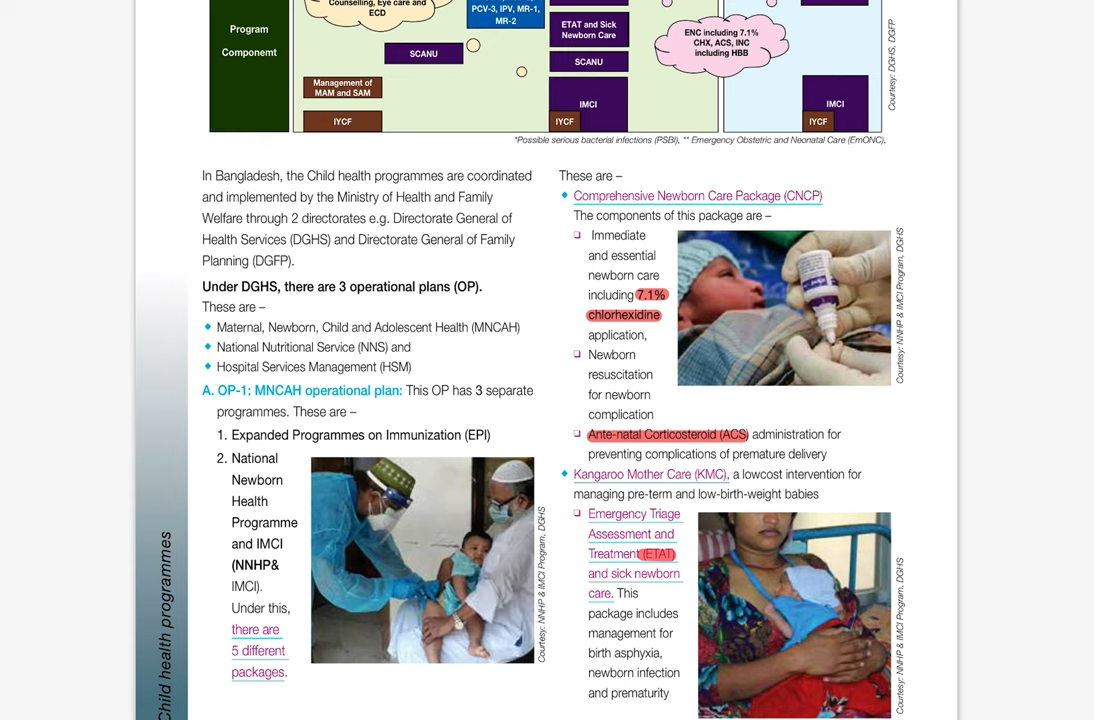 Counselling, Eye care and
ECD
PCV-3, IPV, MR-1,
MR-2
Program
Componemt
SCANU
ETAT and Sick
Newborn Care
SCANU
ENC including 7.1%
CHX, ACS, INC
including HBB
Management of
MAM and SAM
IYCF
IMCI
IYCF
IMCI
IYCF
Courtesy: DGHS, DGFP
*Possible serious bacterial infections (PSBI), ** Emergency Obstetric and Neonatal Care (EmONC),
In Bangladesh, the Child health programmes are coordinated
and implemented by the Ministry of Health and Family
Welfare through 2 directorates e.g. Directorate General of
Health Services (DGHS) and Directorate General of Family
Planning (DGFP).
Under DGHS, there are 3 operational plans (OP).
These are –
Maternal, Newborn, Child and Adolescent Health (MNCAH)
National Nutritional Service (NNS) and
Hospital Services Management (HSM)
A. OP-1: MNCAH operational plan: This OP has 3 separate
programmes. These are –
1. Expanded Programmes on Immunization (EPI)
2. National
Newborn
Health
Programme
and IMCI
(NNHP&
IMCI).
Under this,
there are
5 different
packages.
Courtesy: NNHP & IMCI Program, DGHS
These are –
Comprehensive Newborn Care Package (CNCP)
The components of this package are –
Immediate
and essential
newborn care
including 7.1%
chlorhexidine
application,
Newborn
resuscitation
for newborn
complication
Courtesy: NNHP & IMCI Program, DGHS
Ante-natal Corticosteroid (ACS) administration for
preventing complications of premature delivery
Kangaroo Mother Care (KMC), a lowcost intervention for
managing pre-term and low-birth-weight babies
Emergency Triage
Assessment and
Treatment (ETAT)
and sick newborn
care. This
package includes
management for
birth asphyxia,
newborn infection
and prematurity
Courtesy: NNHP & IMCI Program, DGHS
Child health programmes